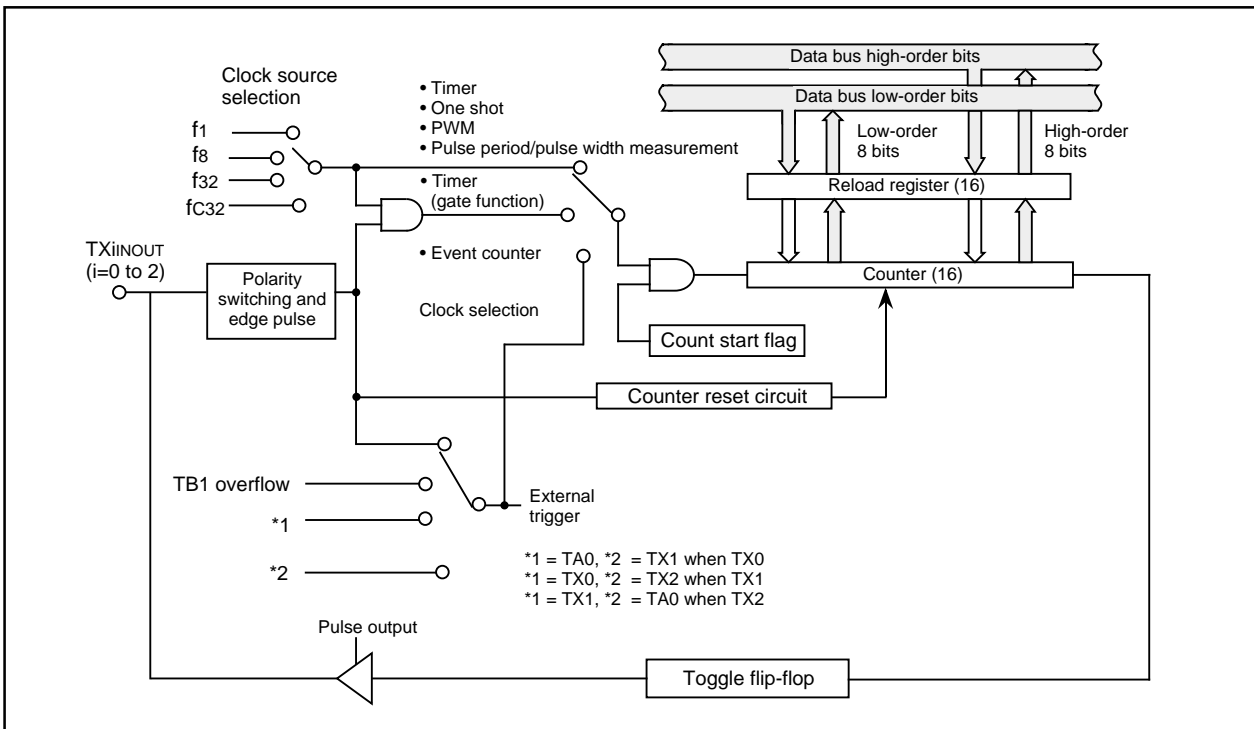 Data bus high-order bits
Data bus low-order bits
Clock source
selection
• Timer
• One shot
• PWM
• Pulse period/pulse width measurement
Low-order
8 bits
High-order
8 bits
f1
f8
f32
fC32
Reload register (16)
• Timer
(gate function)
TXiINOUT
(i=0 to 2)
Polarity
switching and
edge pulse
• Event counter
Counter (16)
Clock selection
Count start flag
Counter reset circuit
TB1 overflow
External
trigger
*1
*2
*1 = TA0, *2 = TX1 when TX0
*1 = TX0, *2 = TX2 when TX1
*1 = TX1, *2 = TA0 when TX2
Pulse output
Toggle flip-flop